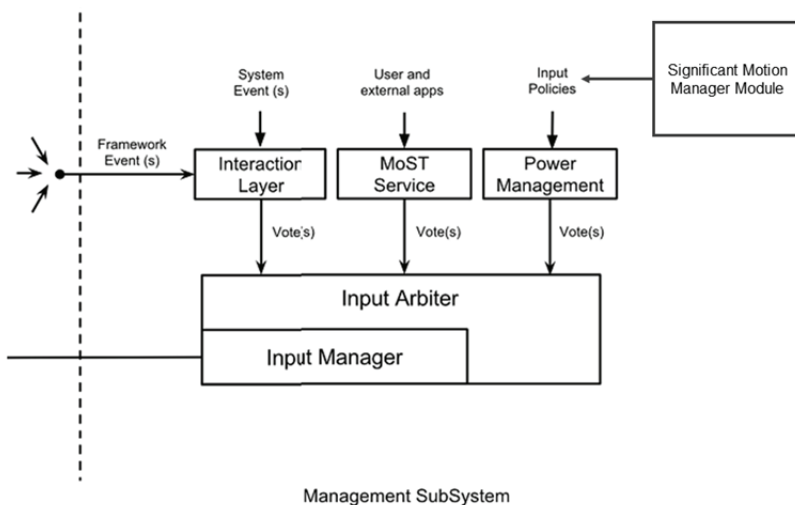 System
Event (s)
User and
external apps
Input
Policies
Significant Motion
Manager Module
Framework
Event (s)
Interaction
Layer
MoST
Service
Power
Management
Vote(s)
Vote(s)
Vote(s)
Input Arbiter
Input Manager
Management SubSystem